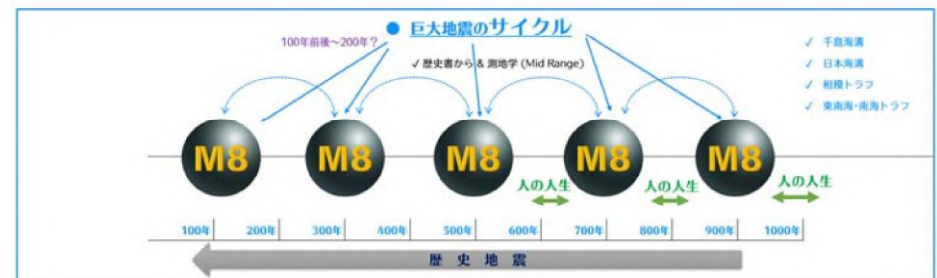 ● 巨大地震のサイクル
100年前後～200年?
✓ 歴史書から & 測地学 (Mid Range)
✓ 千島海溝
✓ 日本海溝
✓ 相模トラフ
✓ 東南海・南海トラフ
M8 M8 M8 M8 M8
人の人生 人の人生 人の人生
100年 200年 300年 400年 500年 600年 700年 800年 900年 1000年
歴史地震